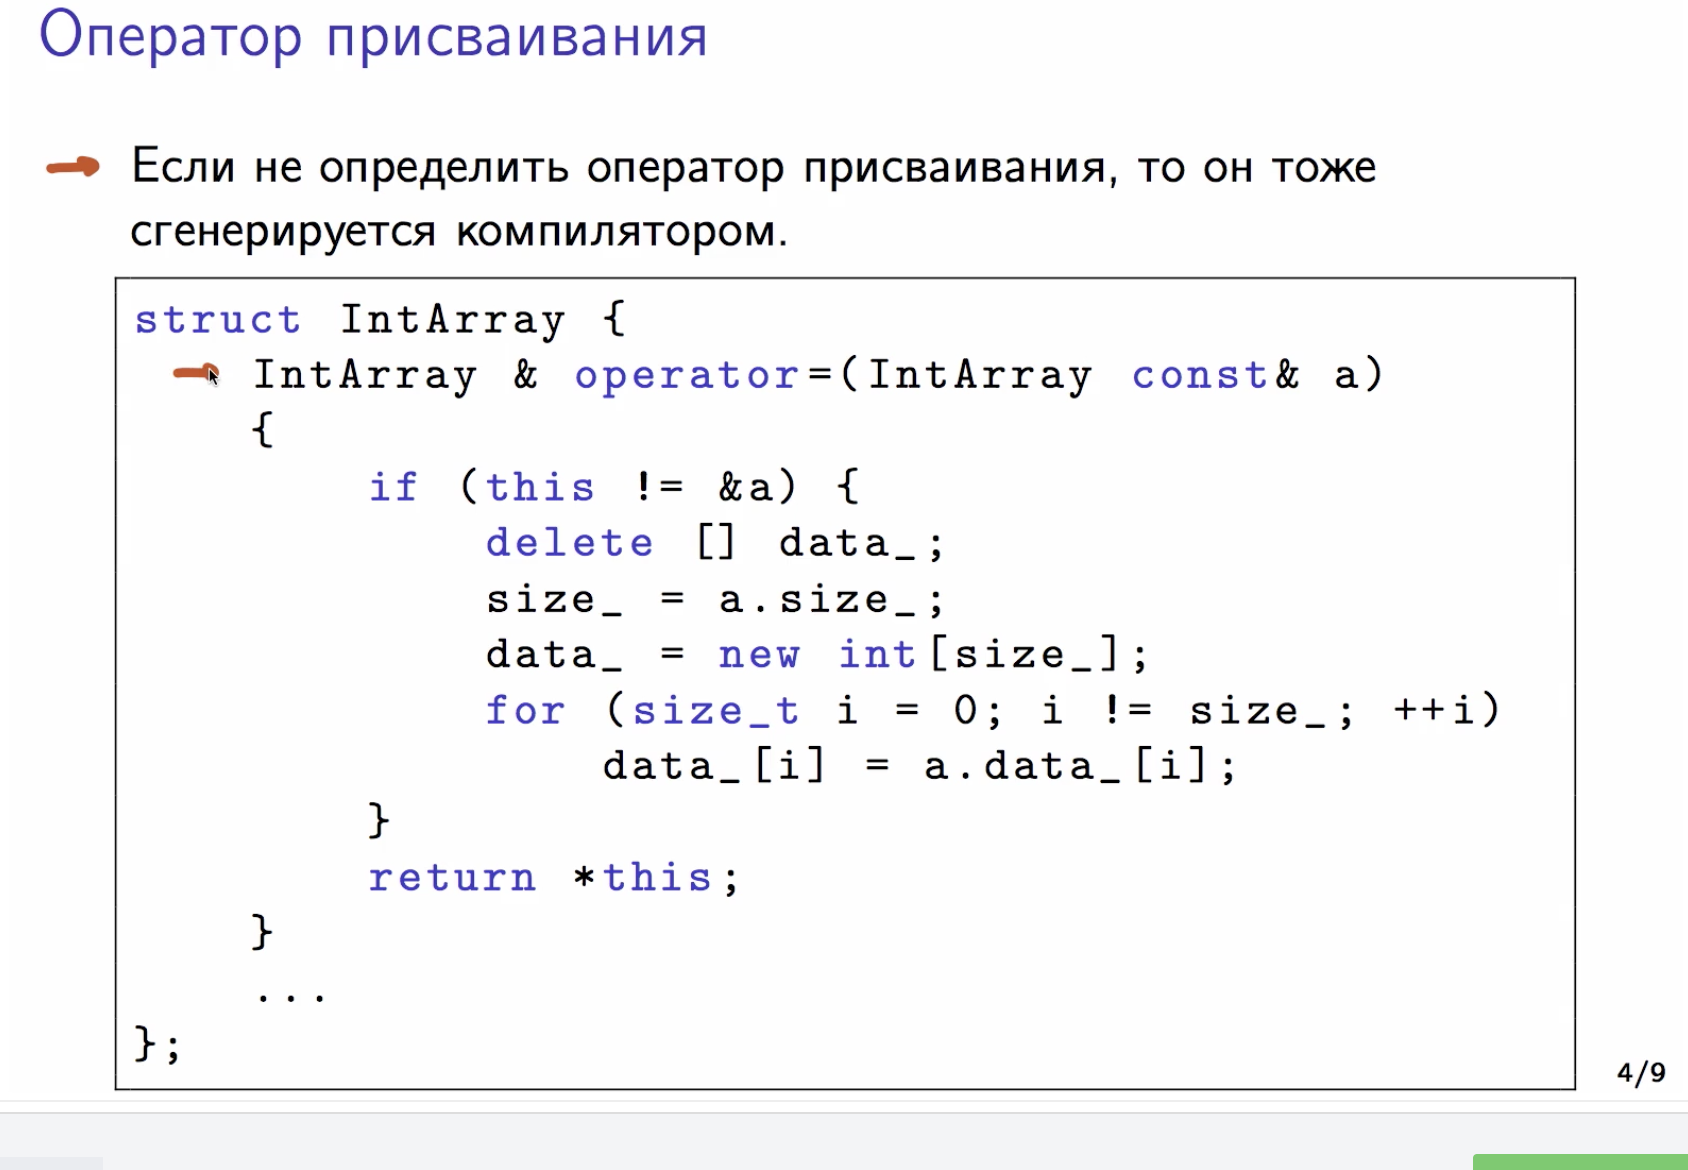 Оператор присваивания
Если не определить оператор присваивания, то он тоже
сгенерируется компилятором.
struct IntArray {
IntArray & operator=(IntArray const& a)
{
if (this != &a) {
delete [] data_;
size_ = a.size_;
data_ = new int[size_];
for (size_t i = 0; i != size_; ++i)
data_[i] = a.data_[i];
}
return *this;
}
...
};
4/9